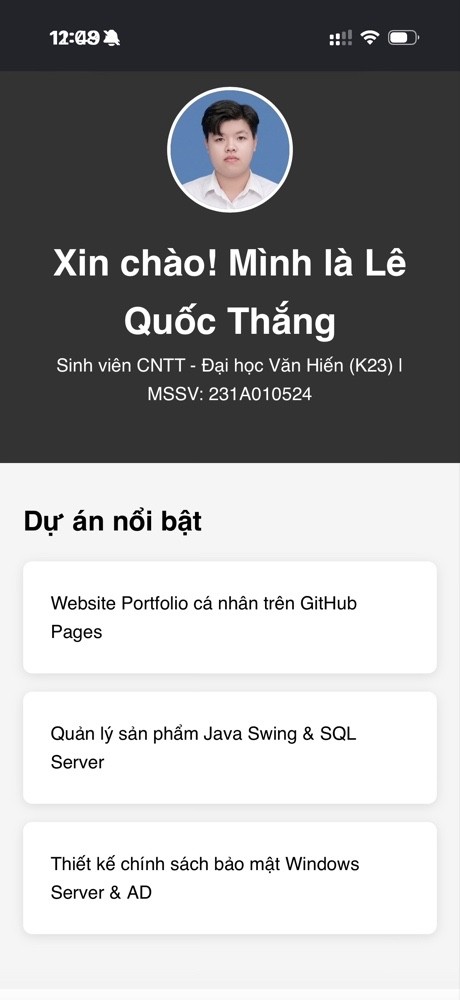 Xin chào! Mình là Lê
Quốc Thắng
Sinh viên CNTT - Đại học Văn Hiến (K23) |
MSSV: 231A010524
Dự án nổi bật
Website Portfolio cá nhân trên GitHub
Pages
Quản lý sản phẩm Java Swing & SQL
Server
Thiết kế chính sách bảo mật Windows
Server & AD